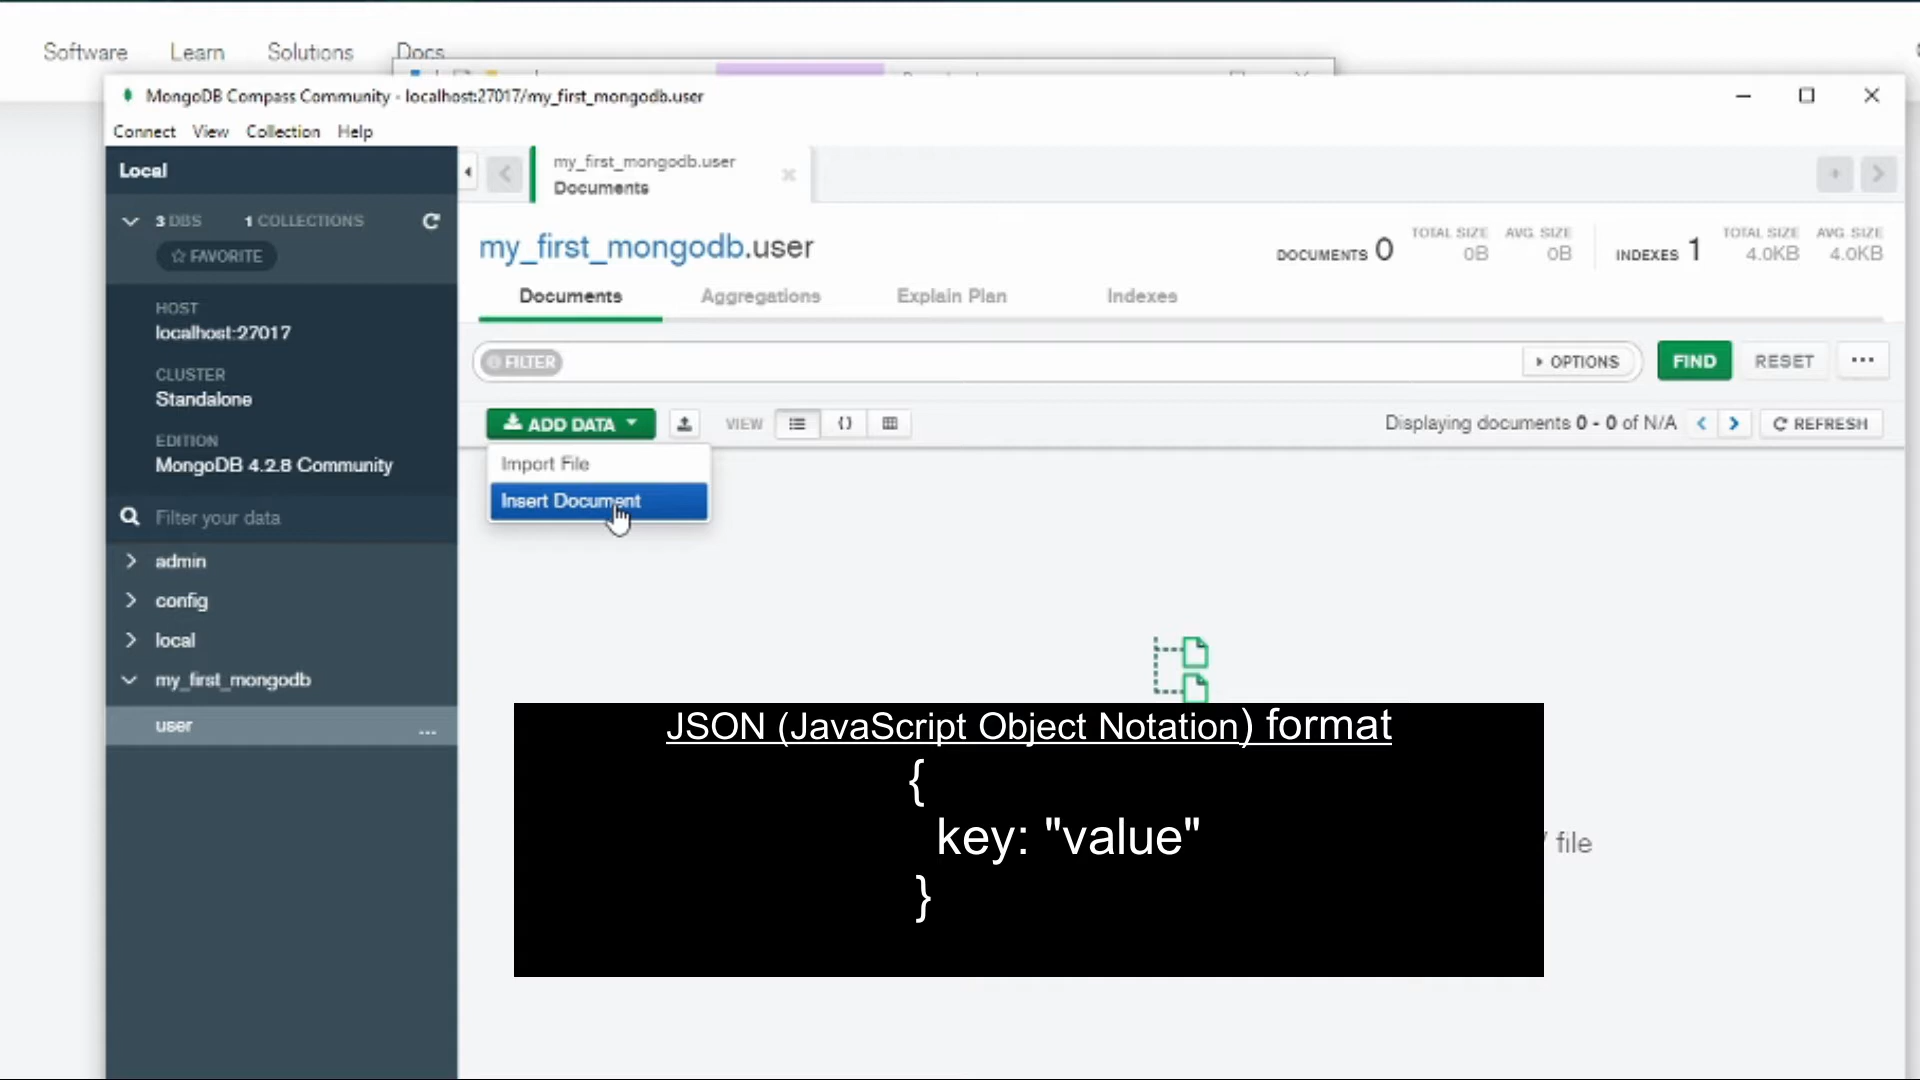 Software Learn Solutions Docs
MongoDB Compass Community - localhost:27017/my_first_mongodb.user
Connect View Collection Help
Local
my_first_mongodb.user
Documents
3 DBS 1 COLLECTIONS
FAVORITE
my_first_mongodb.user
DOCUMENTS 0 TOTAL SIZE 0B AVG. SIZE 0B INDEXES 1 TOTAL SIZE 4.0KB AVG. SIZE 4.0KB
Documents Aggregations Explain Plan Indexes
HOST
localhost:27017
FILTER OPTIONS FIND RESET ...
CLUSTER
Standalone
ADD DATA VIEW {} Displaying documents 0 - 0 of N/A < > REFRESH
EDITION
MongoDB 4.2.8 Community
Import File
Insert Document
Filter your data
admin
config
local
my_first_mongodb
user ...
JSON (JavaScript Object Notation) format
{
key: "value"
}
file